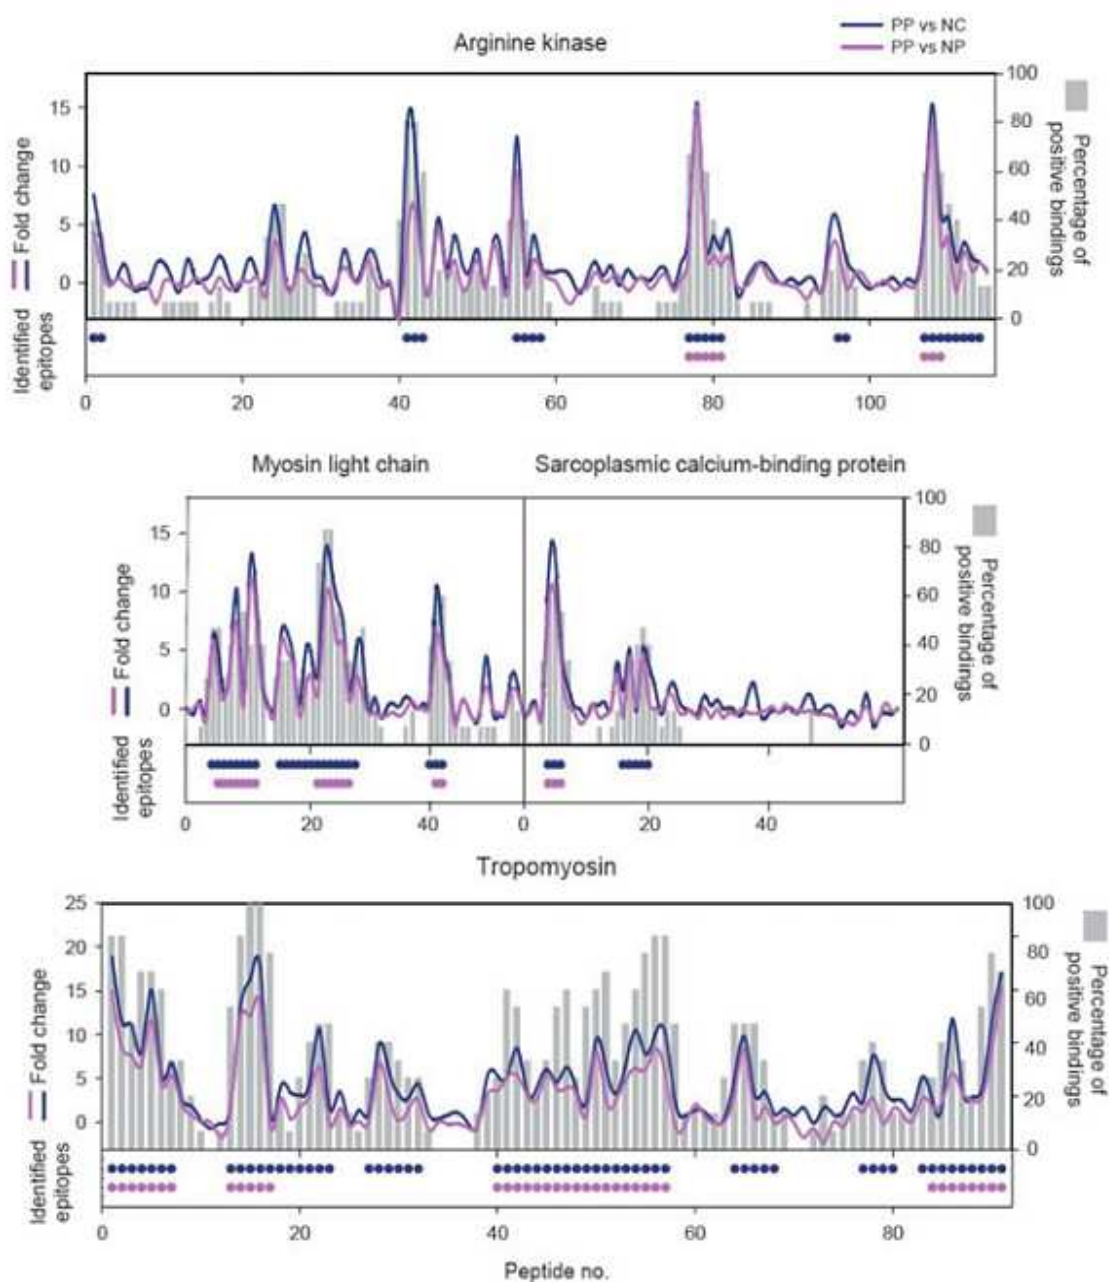 PP vs NC
PP vs NP
Arginine kinase
Fold change
15
10
5
0
100
80
60
40
20
0
Percentage of
positive bindings
Identified
epitopes
0 20 40 60 80 100
Myosin light chain
Sarcoplasmic calcium-binding protein
Fold change
15
10
5
0
100
80
60
40
20
0
Percentage of
positive bindings
Identified
epitopes
0 20 40 0 20 40
Tropomyosin
Fold change
25
20
15
10
5
0
100
80
60
40
20
0
Percentage of
positive bindings
Identified
epitopes
0 20 40 60 80
Peptide no.